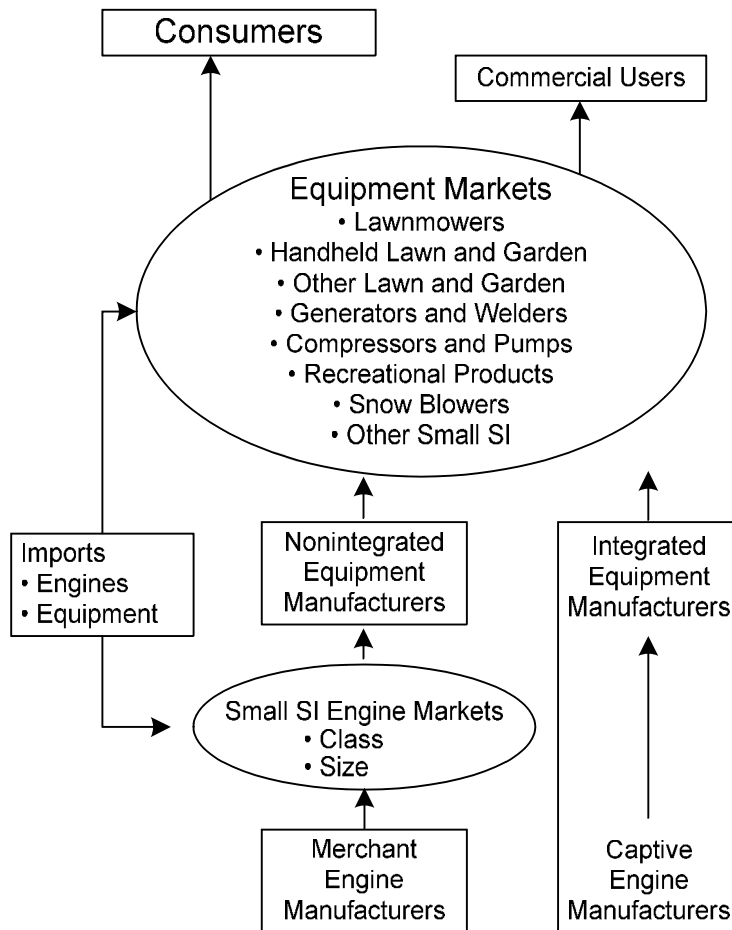 Consumers
Commercial Users
Equipment Markets
• Lawnmowers
• Handheld Lawn and Garden
• Other Lawn and Garden
• Generators and Welders
• Compressors and Pumps
• Recreational Products
• Snow Blowers
• Other Small SI
Imports
• Engines
• Equipment
Nonintegrated
Equipment
Manufacturers
Integrated
Equipment
Manufacturers
Small SI Engine Markets
• Class
• Size
Merchant
Engine
Manufacturers
Captive
Engine
Manufacturers